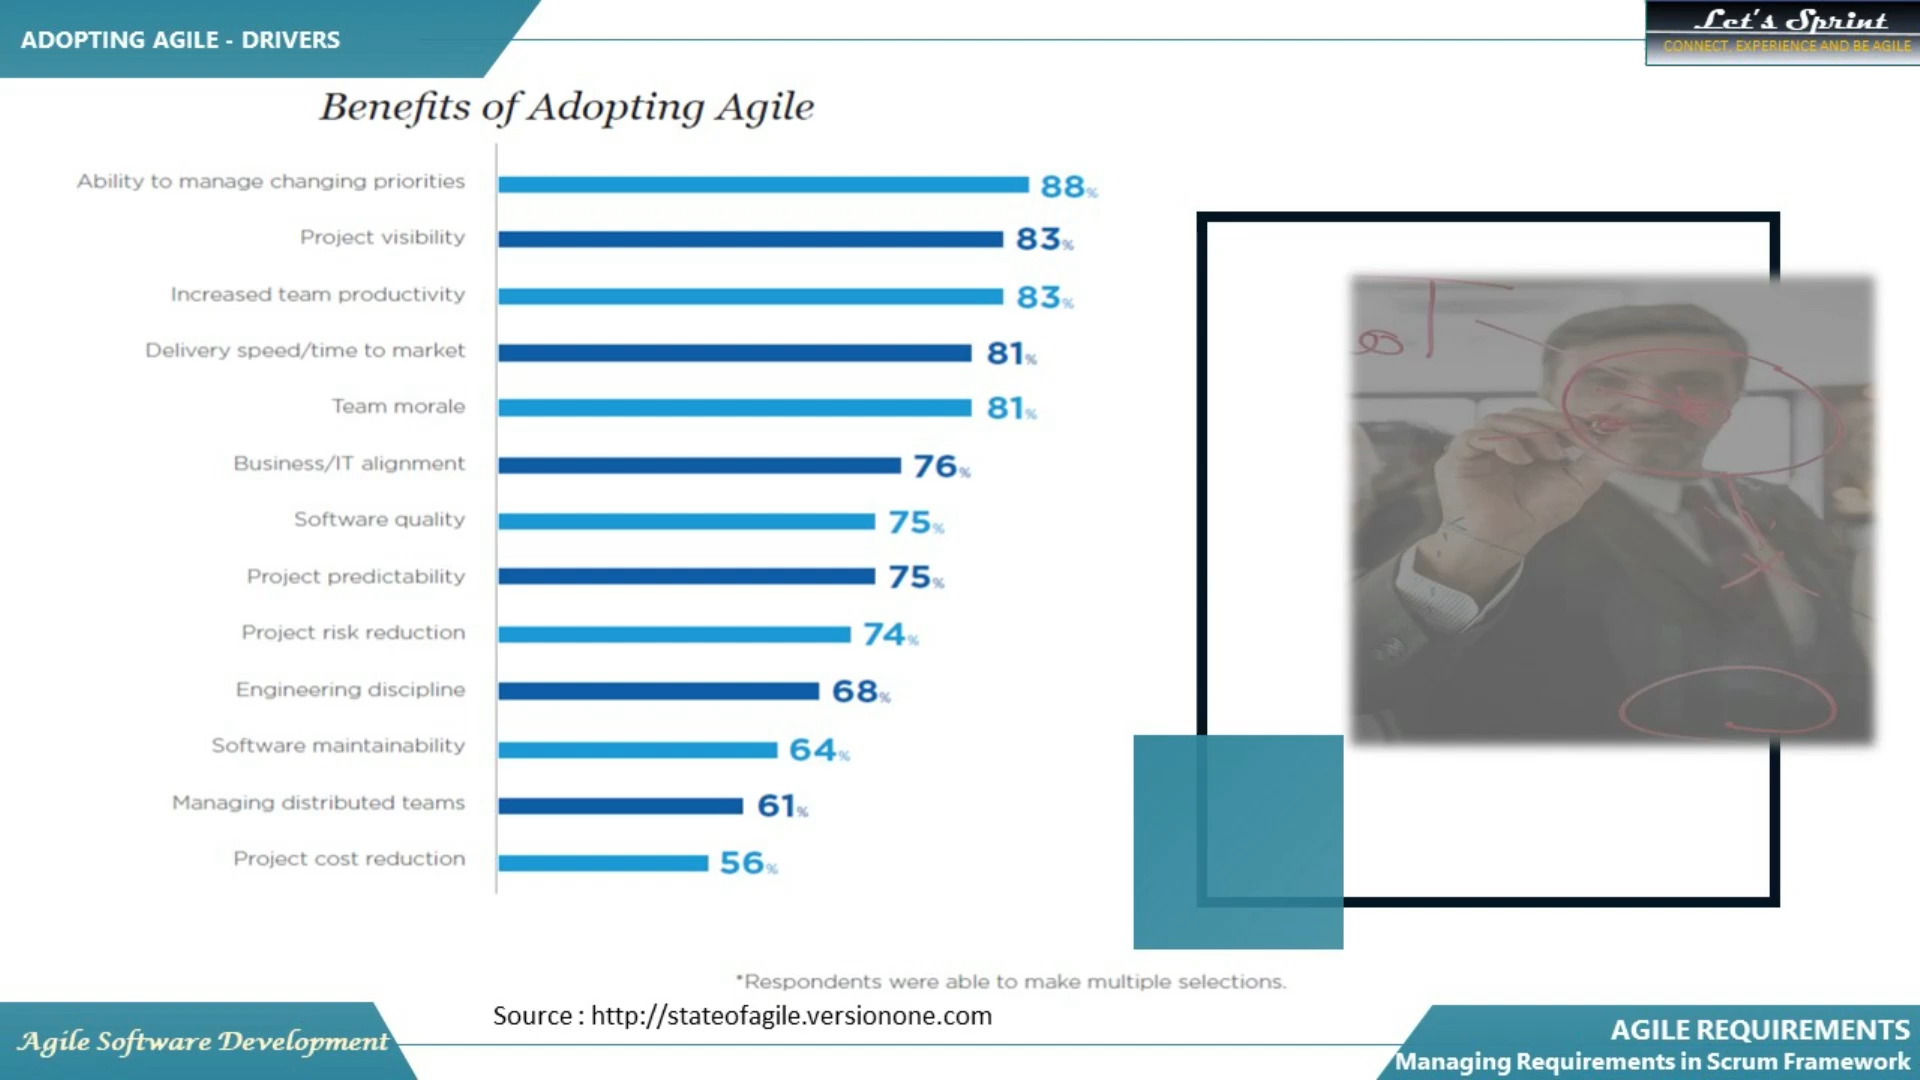 ADOPTING AGILE - DRIVERS
Let's Sprint
CONNECT, EXPERIENCE AND BE AGILE
Benefits of Adopting Agile
Ability to manage changing priorities 88%
Project visibility 83%
Increased team productivity 83%
Delivery speed/time to market 81%
Team morale 81%
Business/IT alignment 76%
Software quality 75%
Project predictability 75%
Project risk reduction 74%
Engineering discipline 68%
Software maintainability 64%
Managing distributed teams 61%
Project cost reduction 56%
*Respondents were able to make multiple selections.
Source : http://stateofagile.versionone.com
Agile Software Development
AGILE REQUIREMENTS
Managing Requirements in Scrum Framework